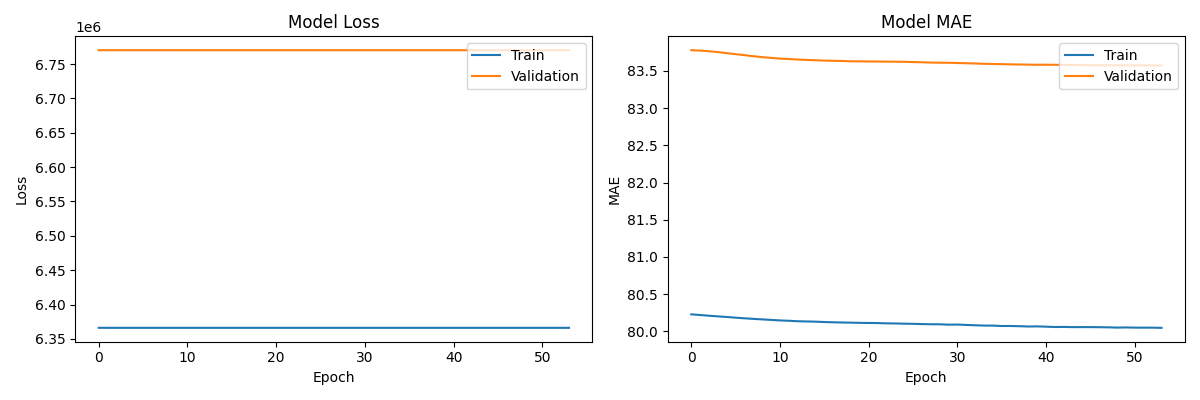 Model Loss
1e6
6.75
6.70
6.65
6.60
6.55
6.50
6.45
6.40
6.35
Loss
0
10
20
30
40
50
Epoch
Train
Validation
Model MAE
83.5
83.0
82.5
82.0
81.5
81.0
80.5
80.0
MAE
0
10
20
30
40
50
Epoch
Train
Validation